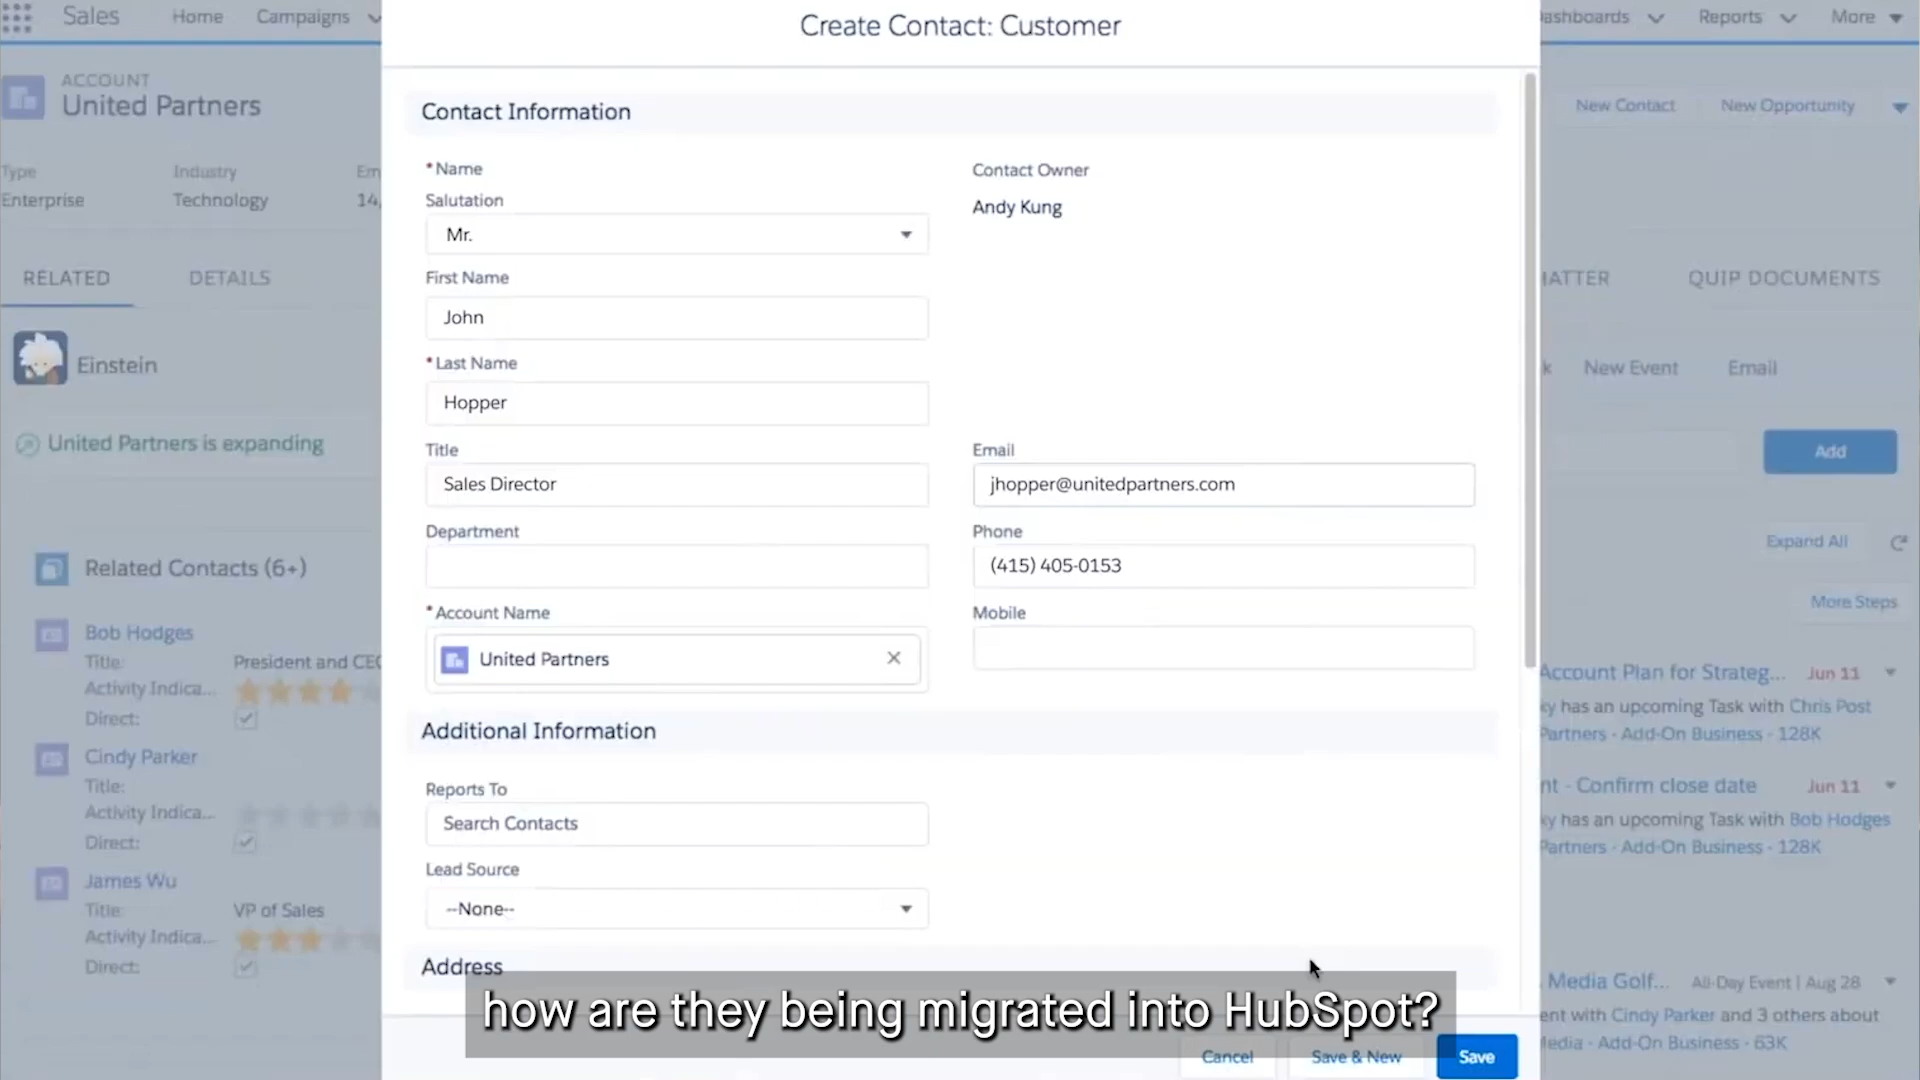 Sales
Home
Campaigns
Create Contact: Customer
Dashboards
Reports
More
ACCOUNT
United Partners
New Contact
New Opportunity
Type
Industry
Enterprise
Technology
14,
RELATED
DETAILS
QUIP DOCUMENTS
Einstein
New Event
Email
United Partners is expanding
Add
Related Contacts (6+)
Expand All
More Steps
Bob Hodges
Title:
President and CEO
Activity Indica...
Direct:
Cindy Parker
Title:
Activity Indica...
Direct:
James Wu
Title:
VP of Sales
Activity Indica...
Direct:
Contact Information
*Name
Salutation
Mr.
Contact Owner
Andy Kung
First Name
John
*Last Name
Hopper
Title
Sales Director
Email
jhopper@unitedpartners.com
Department
Phone
(415) 405-0153
*Account Name
United Partners
Mobile
Additional Information
Reports To
Search Contacts
Lead Source
--None--
Address
Account Plan for Strateg... Jun 11
has an upcoming Task with Chris Post
Partners - Add-On Business - 128K
- Confirm close date Jun 11
has an upcoming Task with Bob Hodges
Partners - Add-On Business - 128K
Media Golf... All-Day Event | Aug 28
with Cindy Parker and 3 others about
Media - Add-On Business - 63K
how are they being migrated into HubSpot?
Cancel
Save & New
Save